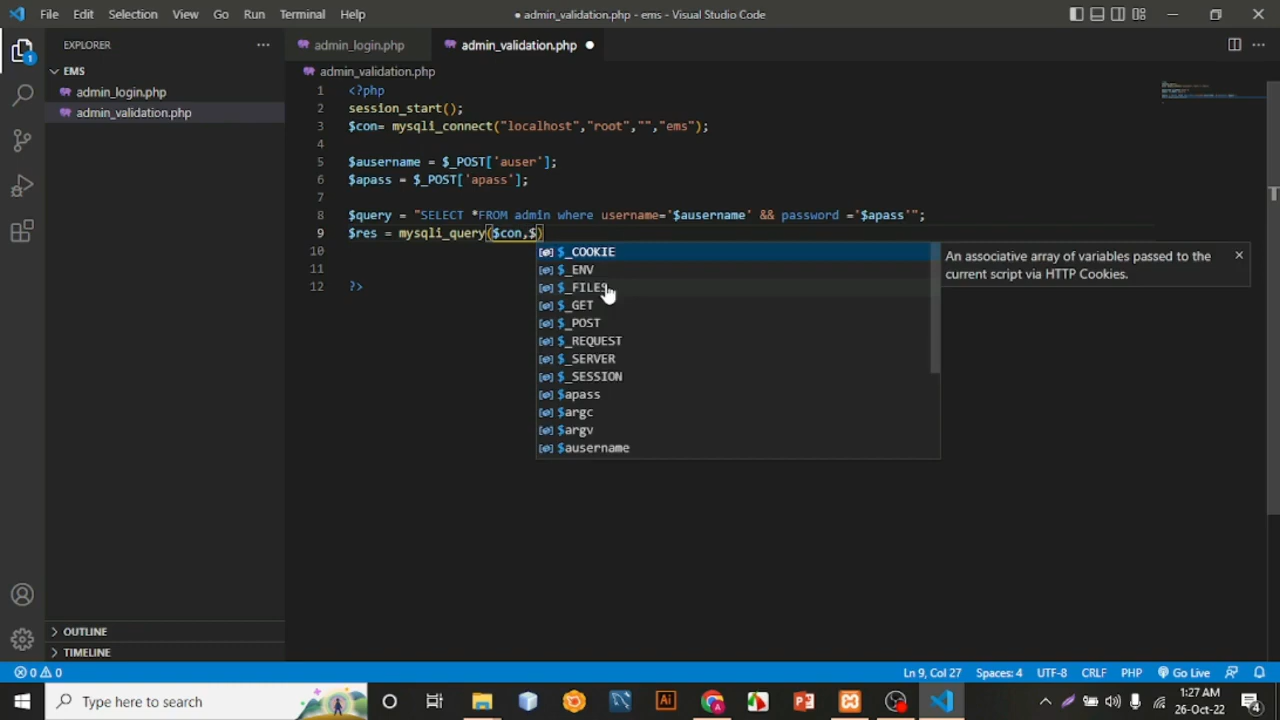 File Edit Selection View Go Run Terminal Help
● admin_validation.php - ems - Visual Studio Code
EXPLORER
EMS
admin_login.php
admin_validation.php
OUTLINE
TIMELINE
1
admin_login.php
admin_validation.php
admin_validation.php
1 <?php
2 session_start();
3 $con= mysqli_connect("localhost","root","","ems");
4
5 $ausername = $_POST['auser'];
6 $apass = $_POST['apass'];
7
8 $query = "SELECT *FROM admin where username='$ausername' && password ='$apass'";
9 $res = mysqli_query($con,$)
10
11
12 ?>
$_COOKIE
$_ENV
$_FILES
$_GET
$_POST
$_REQUEST
$_SERVER
$_SESSION
$apass
$argc
$argv
$ausername
An associative array of variables passed to the
current script via HTTP Cookies.
0 0
Ln 9, Col 27 Spaces: 4 UTF-8 CRLF PHP Go Live
Type here to search
Ai
1:27 AM
26-Oct-22
4